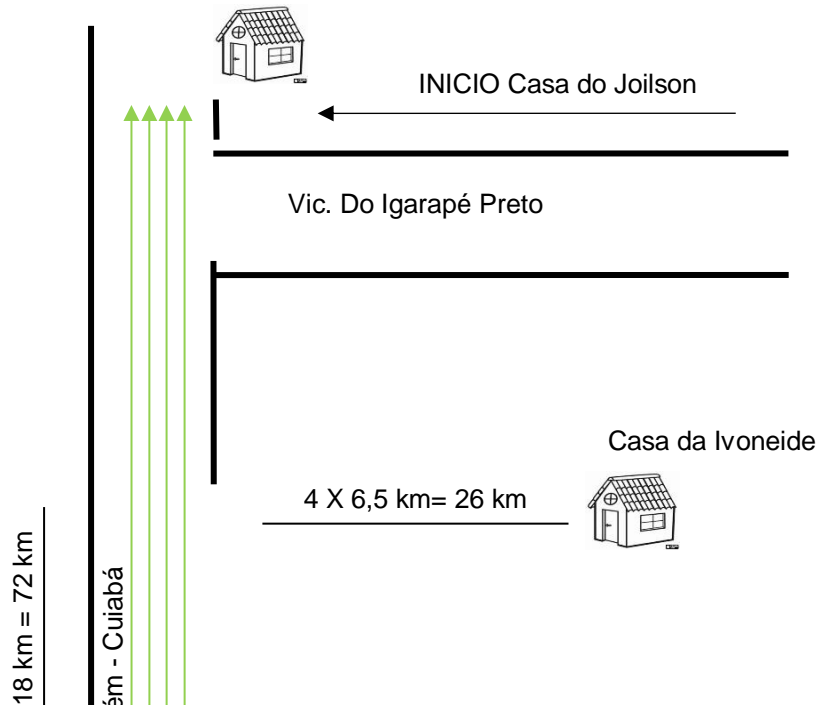 INICIO Casa do Joilson
Vic. Do Igarapé Preto
Casa da Ivoneide
4 X 6,5 km= 26 km
18 km = 72 km
- Cuiabá